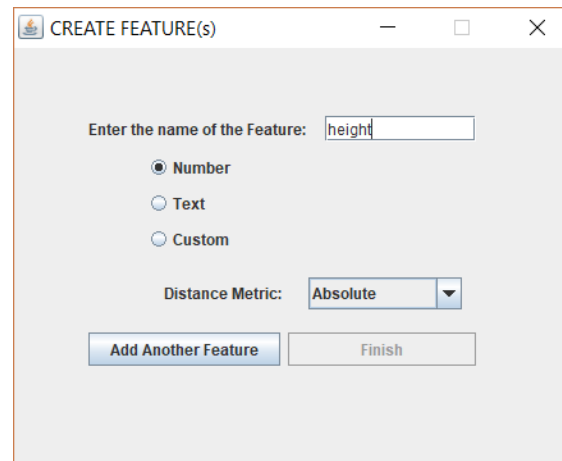 CREATE FEATURE(s)
Enter the name of the Feature: height
Number
Text
Custom
Distance Metric: Absolute
Add Another Feature Finish